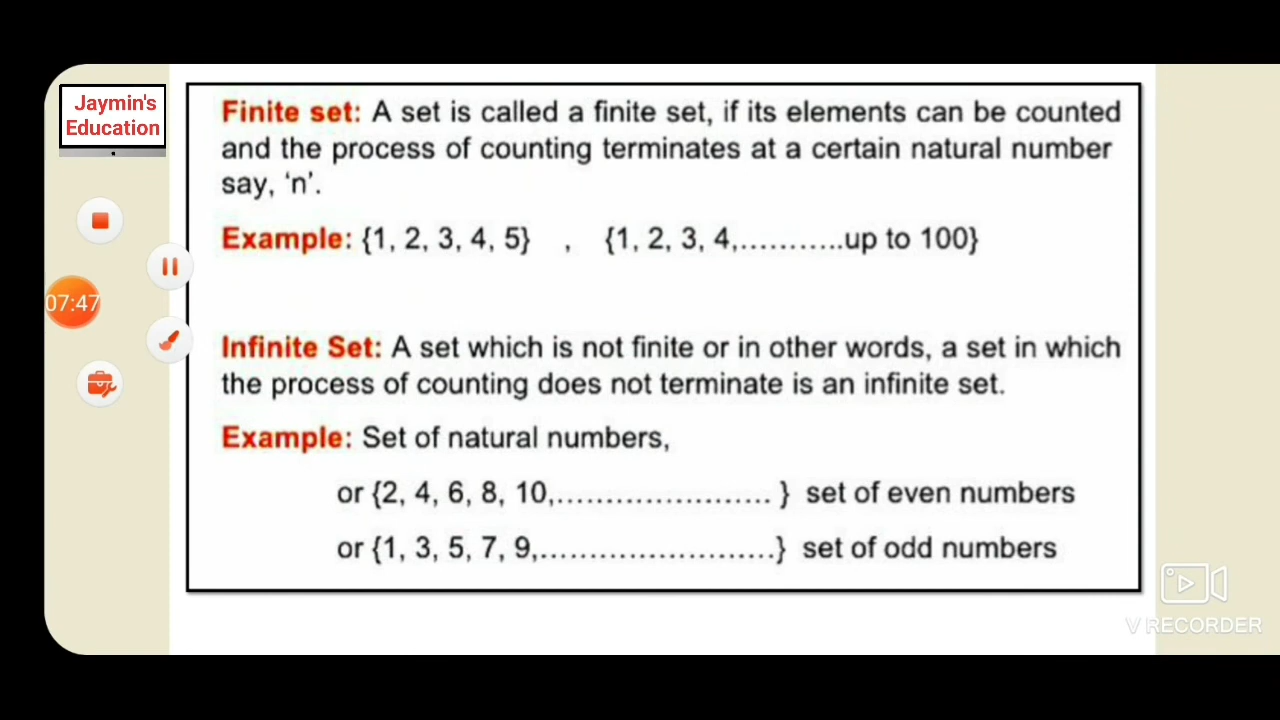 Jaymin's
Education
Finite set: A set is called a finite set, if its elements can be counted
and the process of counting terminates at a certain natural number
say, ‘n’.
Example: {1, 2, 3, 4, 5} , {1, 2, 3, 4,...........up to 100}
07:47
Infinite Set: A set which is not finite or in other words, a set in which
the process of counting does not terminate is an infinite set.
Example: Set of natural numbers,
or {2, 4, 6, 8, 10,.......................... } set of even numbers
or {1, 3, 5, 7, 9,............................} set of odd numbers
V RECORDER